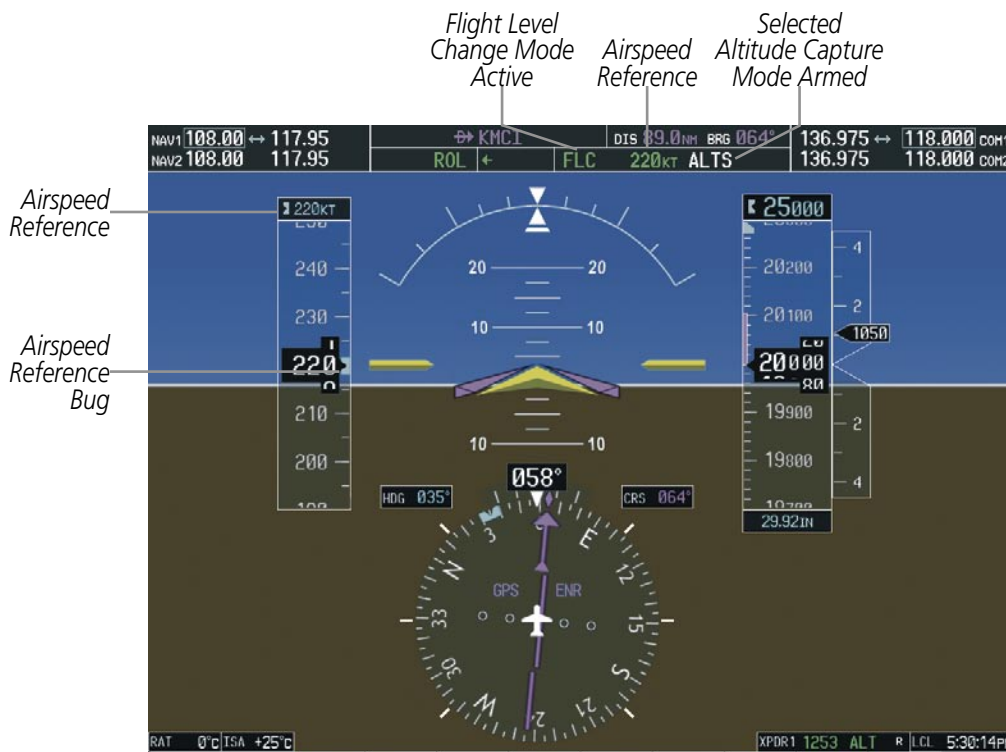 Flight Level
Change Mode
Active
Airspeed
Reference
Selected
Altitude Capture
Mode Armed
NAV1 108.00 ↔ 117.95
NAV2 108.00 117.95
D→ KMCI
DIS 89.0NM BRG 064°
136.975 ↔ 118.000 COM1
136.975 118.000 COM2
ROL ← FLC 220KT ALTS
Airspeed
Reference
220KT
240
230
220
210
200
Airspeed
Reference
Bug
20 20
10 10
10 10
25000
20200
20100
20000
80
19900
19800
29.92IN
4
2
1050
2
4
058°
HDG 035°
CRS 064°
GPS ENR
N
3
6
E
12
15
S
21
24
W
30
33
RAT 0°C ISA +25°C
XPDR1 1253 ALT R LCL 5:30:14